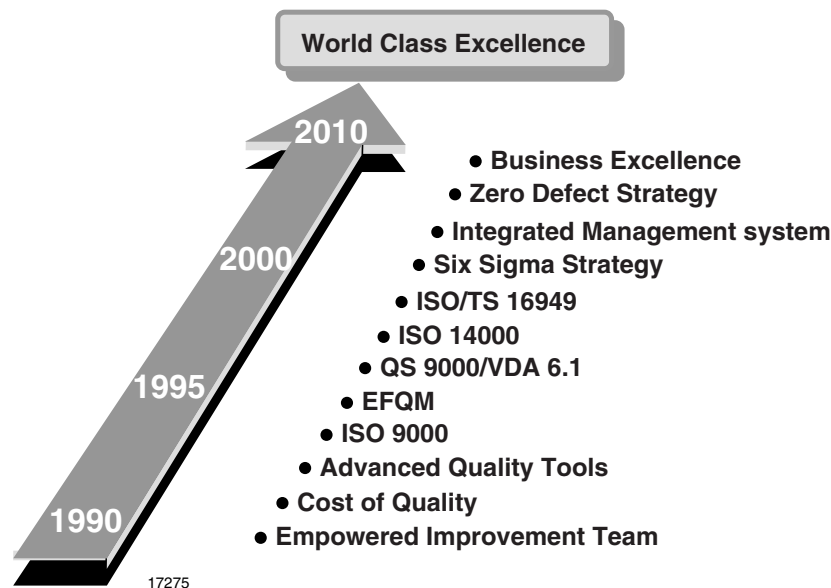 World Class Excellence
2010
• Business Excellence
• Zero Defect Strategy
• Integrated Management system
2000
• Six Sigma Strategy
• ISO/TS 16949
• ISO 14000
• QS 9000/VDA 6.1
1995
• EFQM
• ISO 9000
• Advanced Quality Tools
• Cost of Quality
1990
• Empowered Improvement Team
17275